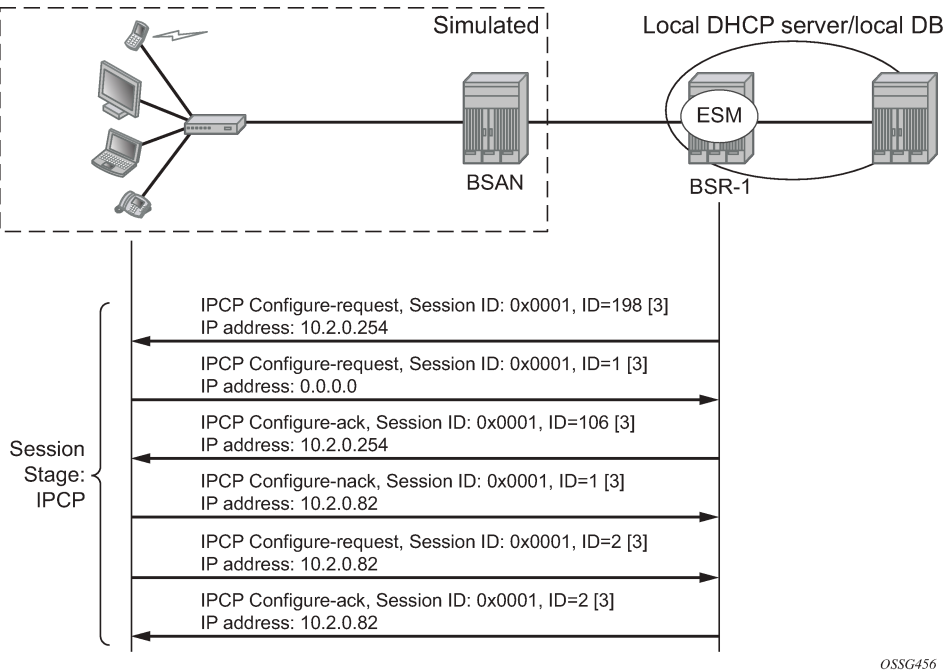 Simulated
Local DHCP server/local DB
ESM
BSAN
BSR-1
IPCP Configure-request, Session ID: 0x0001, ID=198 [3]
IP address: 10.2.0.254
IPCP Configure-request, Session ID: 0x0001, ID=1 [3]
IP address: 0.0.0.0
IPCP Configure-ack, Session ID: 0x0001, ID=106 [3]
IP address: 10.2.0.254
Session
Stage:
IPCP
IPCP Configure-nack, Session ID: 0x0001, ID=1 [3]
IP address: 10.2.0.82
IPCP Configure-request, Session ID: 0x0001, ID=2 [3]
IP address: 10.2.0.82
IPCP Configure-ack, Session ID: 0x0001, ID=2 [3]
IP address: 10.2.0.82
OSSG456